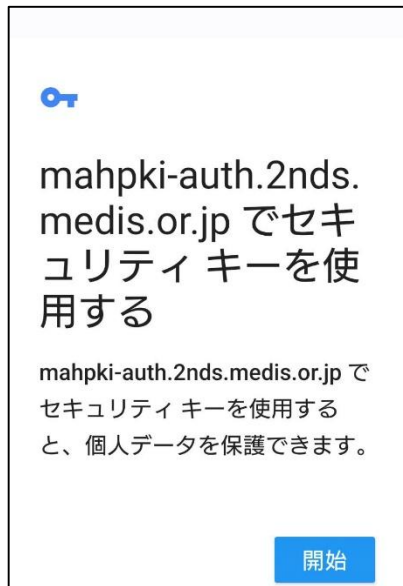 mahpki-auth.2nds.
medis.or.jp でセキ
ュリティ キーを使
用する
mahpki-auth.2nds.medis.or.jp で
セキュリティ キーを使用する
と、個人データを保護できます。
開始